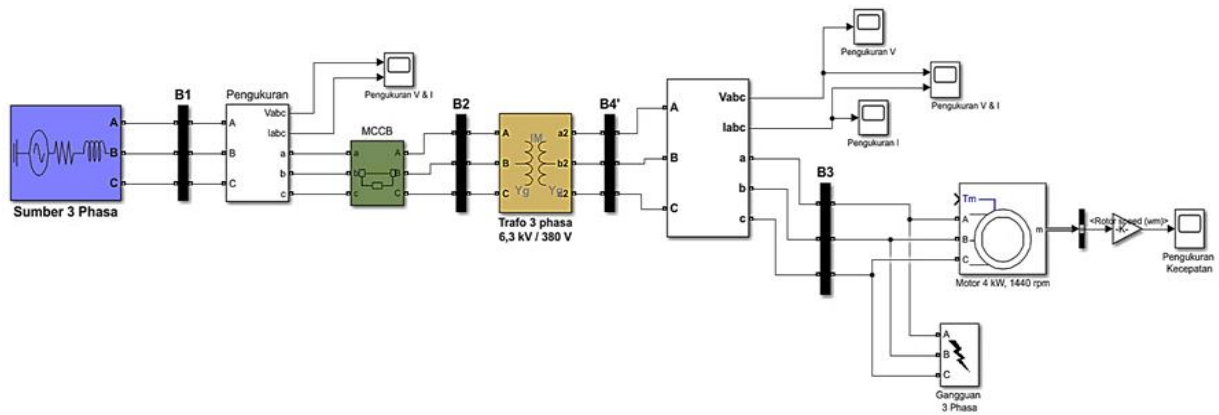 A
B
C
Sumber 3 Phasa
B1
Pengukuran
A
B
C
Vabc
Iabc
a
b
c
Pengukuran V & I
MCCB
a
b
c
A
B
C
B2
A
B
C
IM
Yg
Yg
a2
b2
c2
Trafo 3 phasa
6,3 kV / 380 V
B4'
A
B
C
Vabc
Iabc
a
b
c
Pengukuran V
Pengukuran V & I
Pengukuran I
B3
Tm
A
B
C
m
Motor 4 kW, 1440 rpm
<Rotor speed (wm)>
-K-
Pengukuran
Kecepatan
A
B
C
Gangguan
3 Phasa